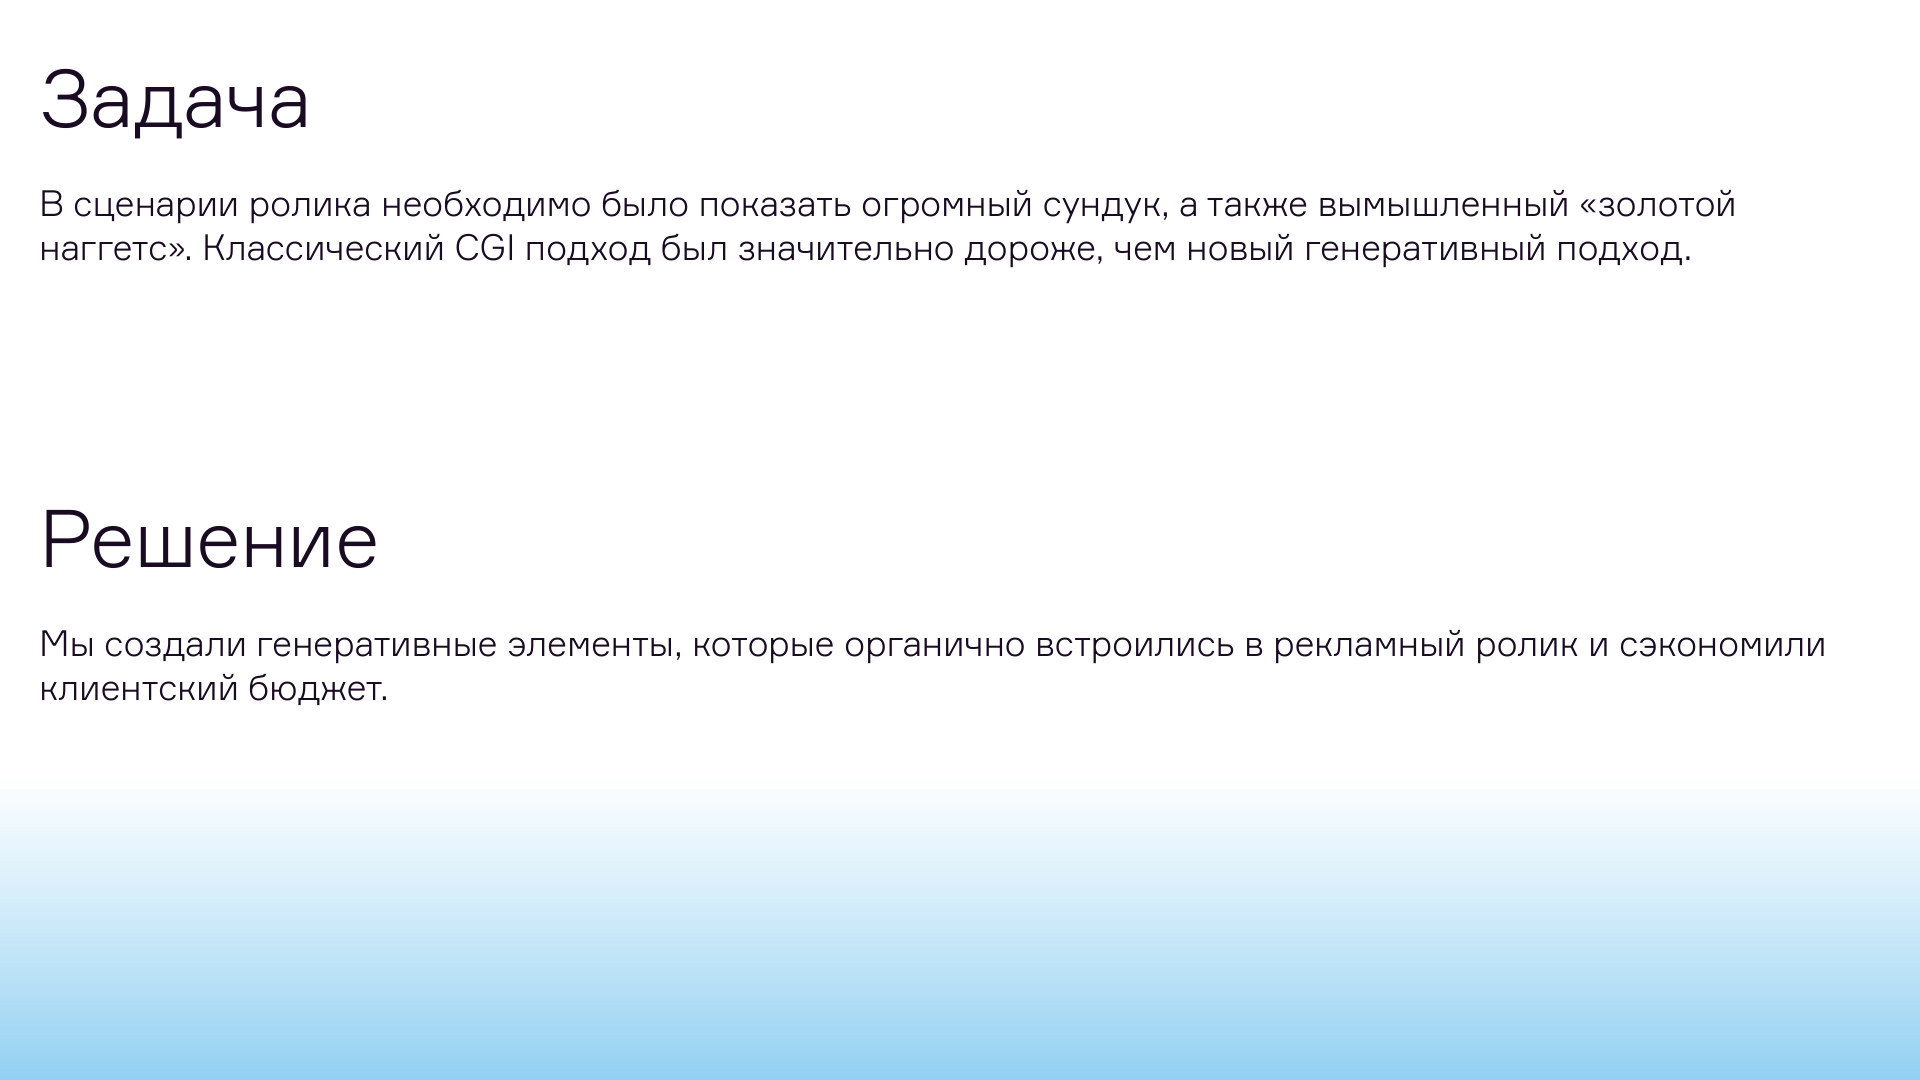 Задача
В сценарии ролика необходимо было показать огромный сундук, а также вымышленный «золотой
наггетс». Классический CGI подход был значительно дороже, чем новый генеративный подход.
Решение
Мы создали генеративные элементы, которые органично встроились в рекламный ролик и сэкономили
клиентский бюджет.